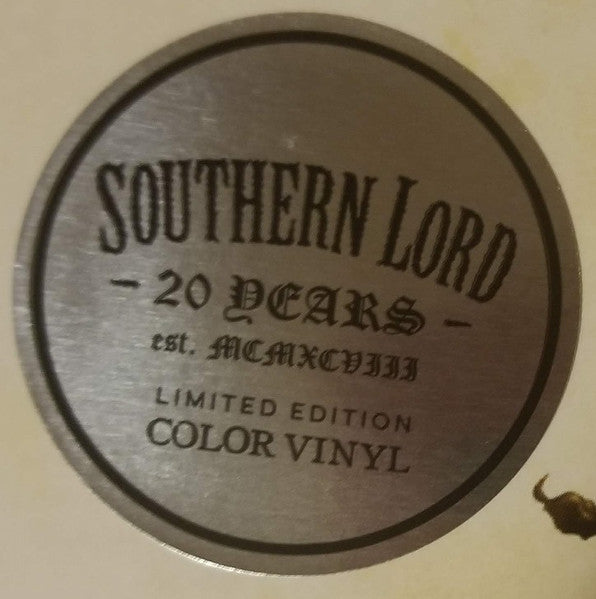 SOUTHERN LORD
- 20 YEARS -
est. MCMXCVIII
LIMITED EDITION
COLOR VINYL